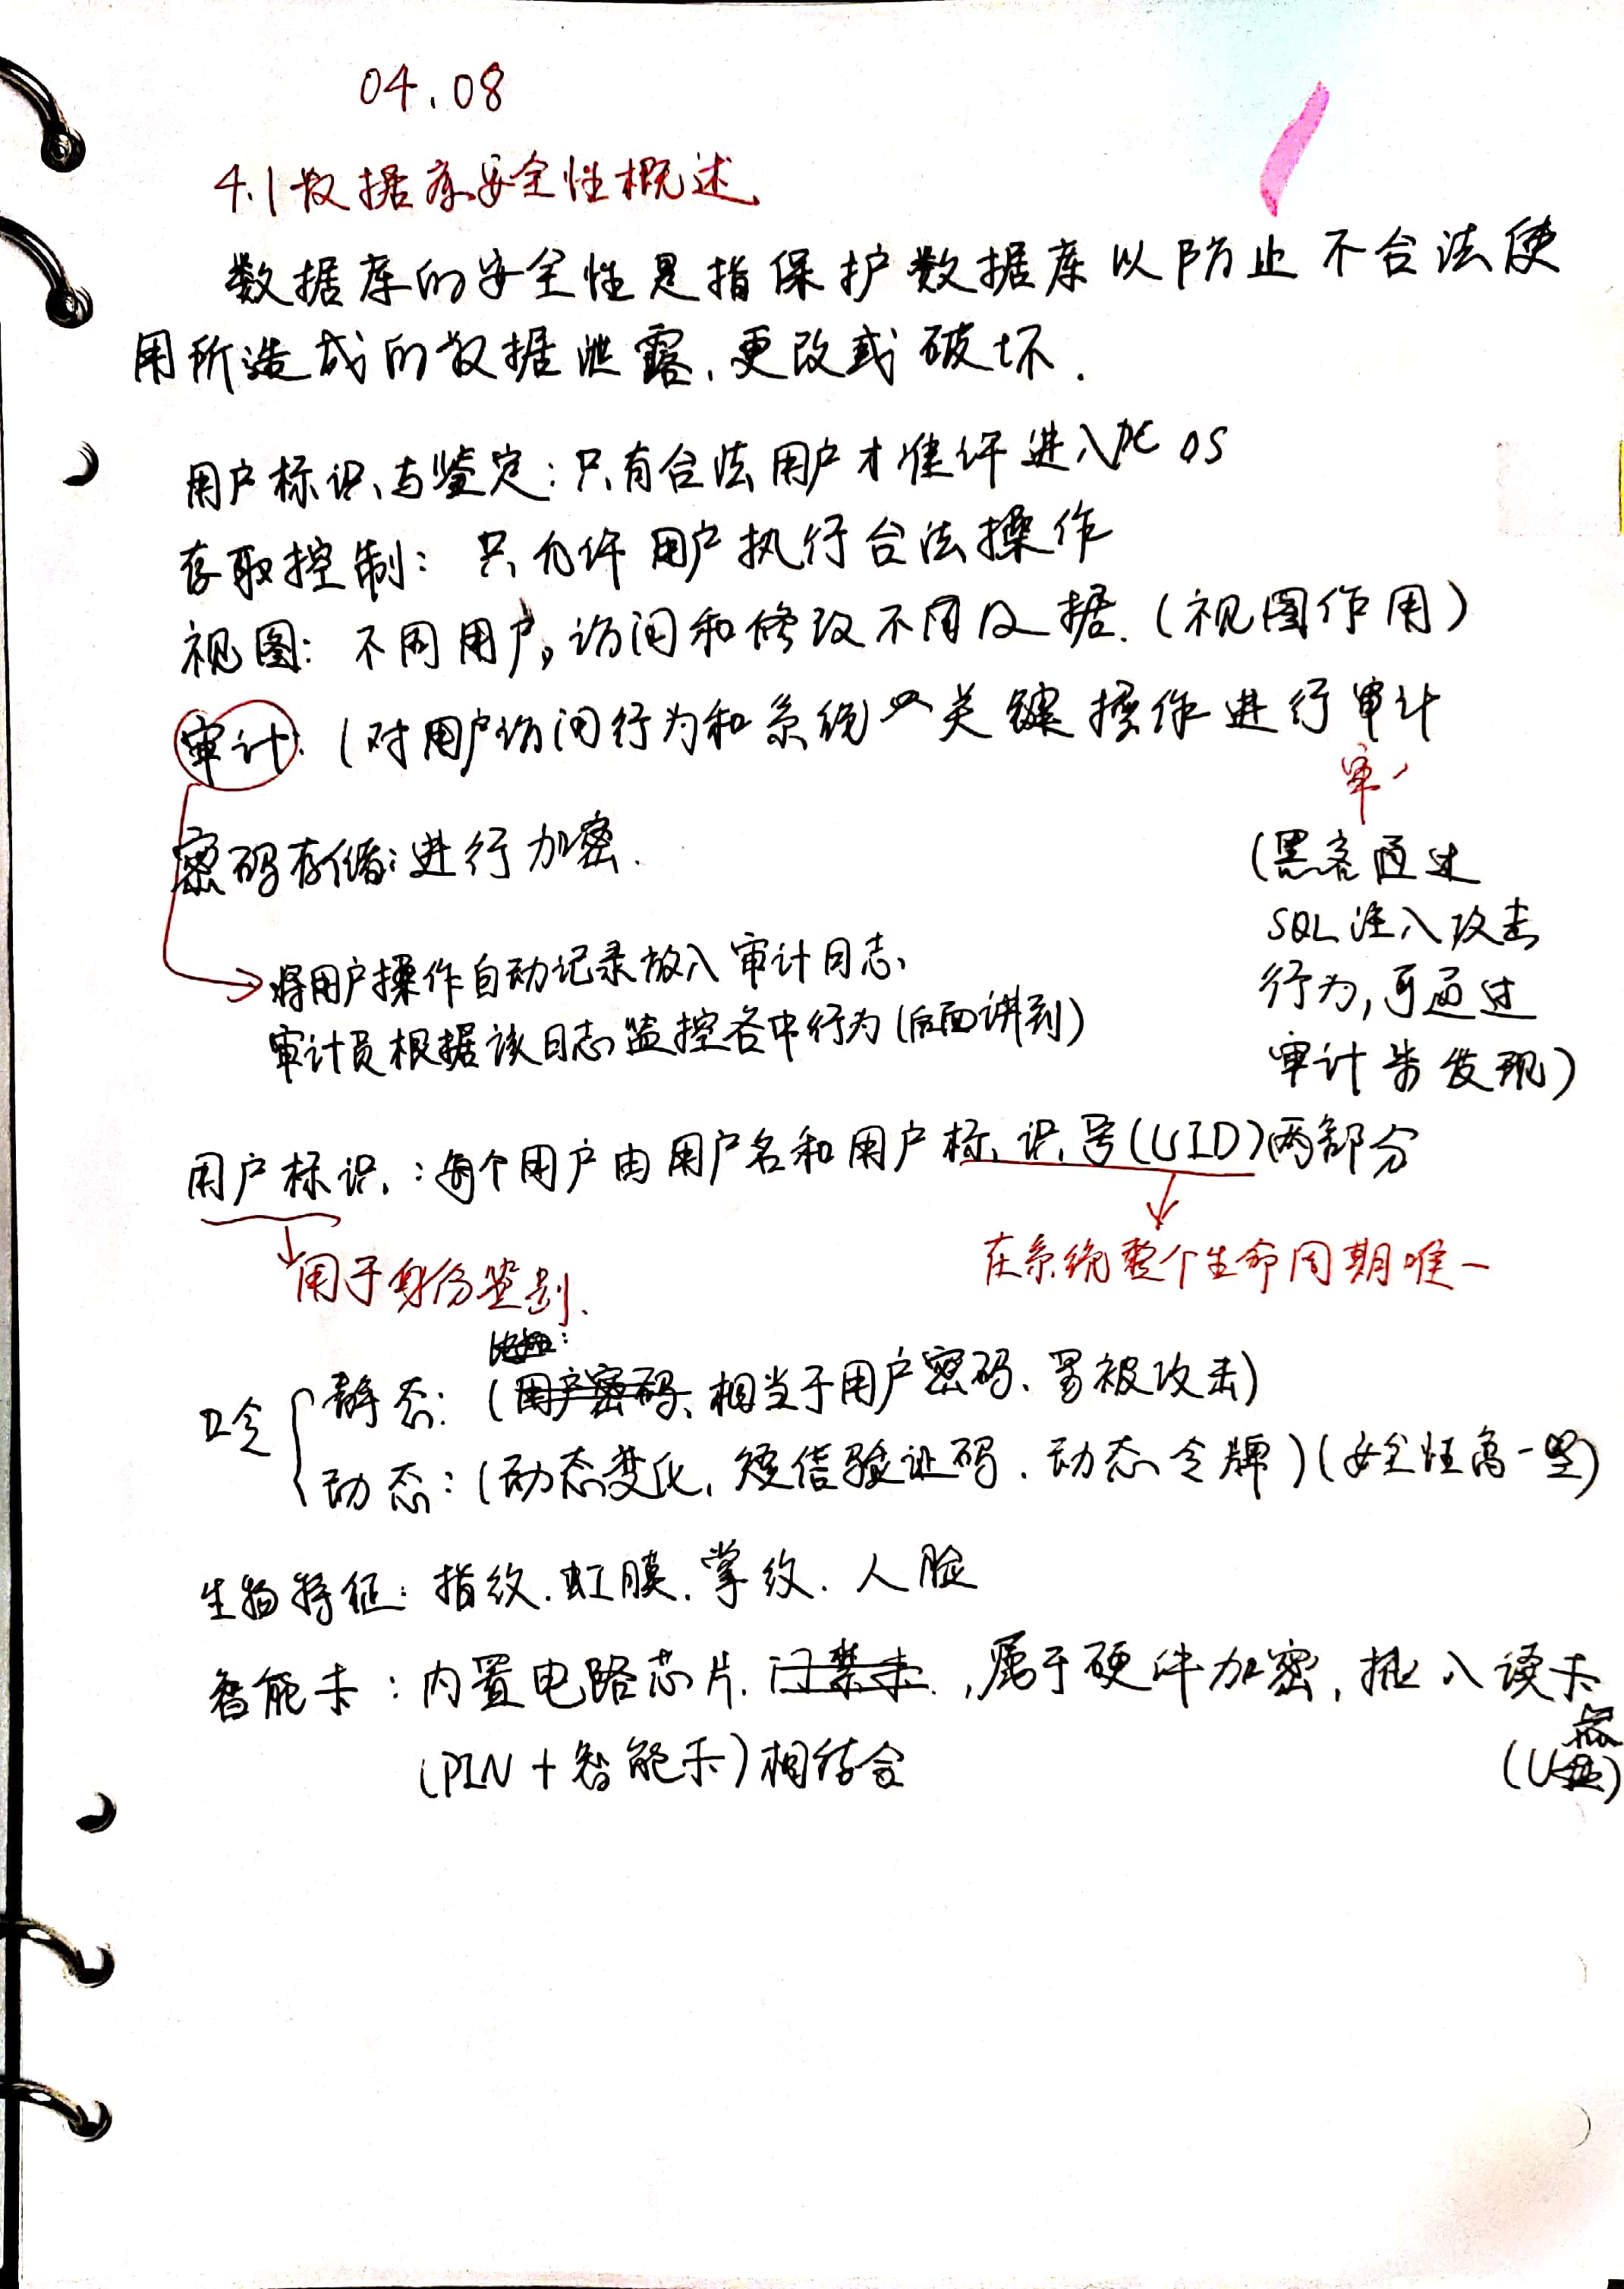 04.08
4.1数据库安全性概述
数据库的安全性是指保护数据库以防止不合法使
用所造成的数据泄露、更改或破坏.
用户标识与鉴定:只有合法用户才准许进入 OS
存取控制: 只允许用户执行合法操作
视图: 不同用户,访问和修改不同 据.(视图作用)
审计:(对用户访问行为和系统 关键操作进行审计
审
密码存储:进行加密.
(黑客通过
SQL注入攻击
行为,可通过
审计 发现)
将用户操作自动记录放入审计日志、
审计员根据该日志监控各中行为(后面讲到)
用户标识:每个用户由用户名和用户标识号(UID)两部分
用于身份鉴别.
在系统整个生命周期唯一
口令
静态:(用户密码、相当于用户密码、易被攻击)
动态:(动态变化,短信验证码、动态令牌)(安全性高一些)
生物特征:指纹.虹膜.掌纹.人脸
智能卡:内置电路芯片.门禁卡.,属于硬件加密,插入读卡
(PIN+智能卡)相结合